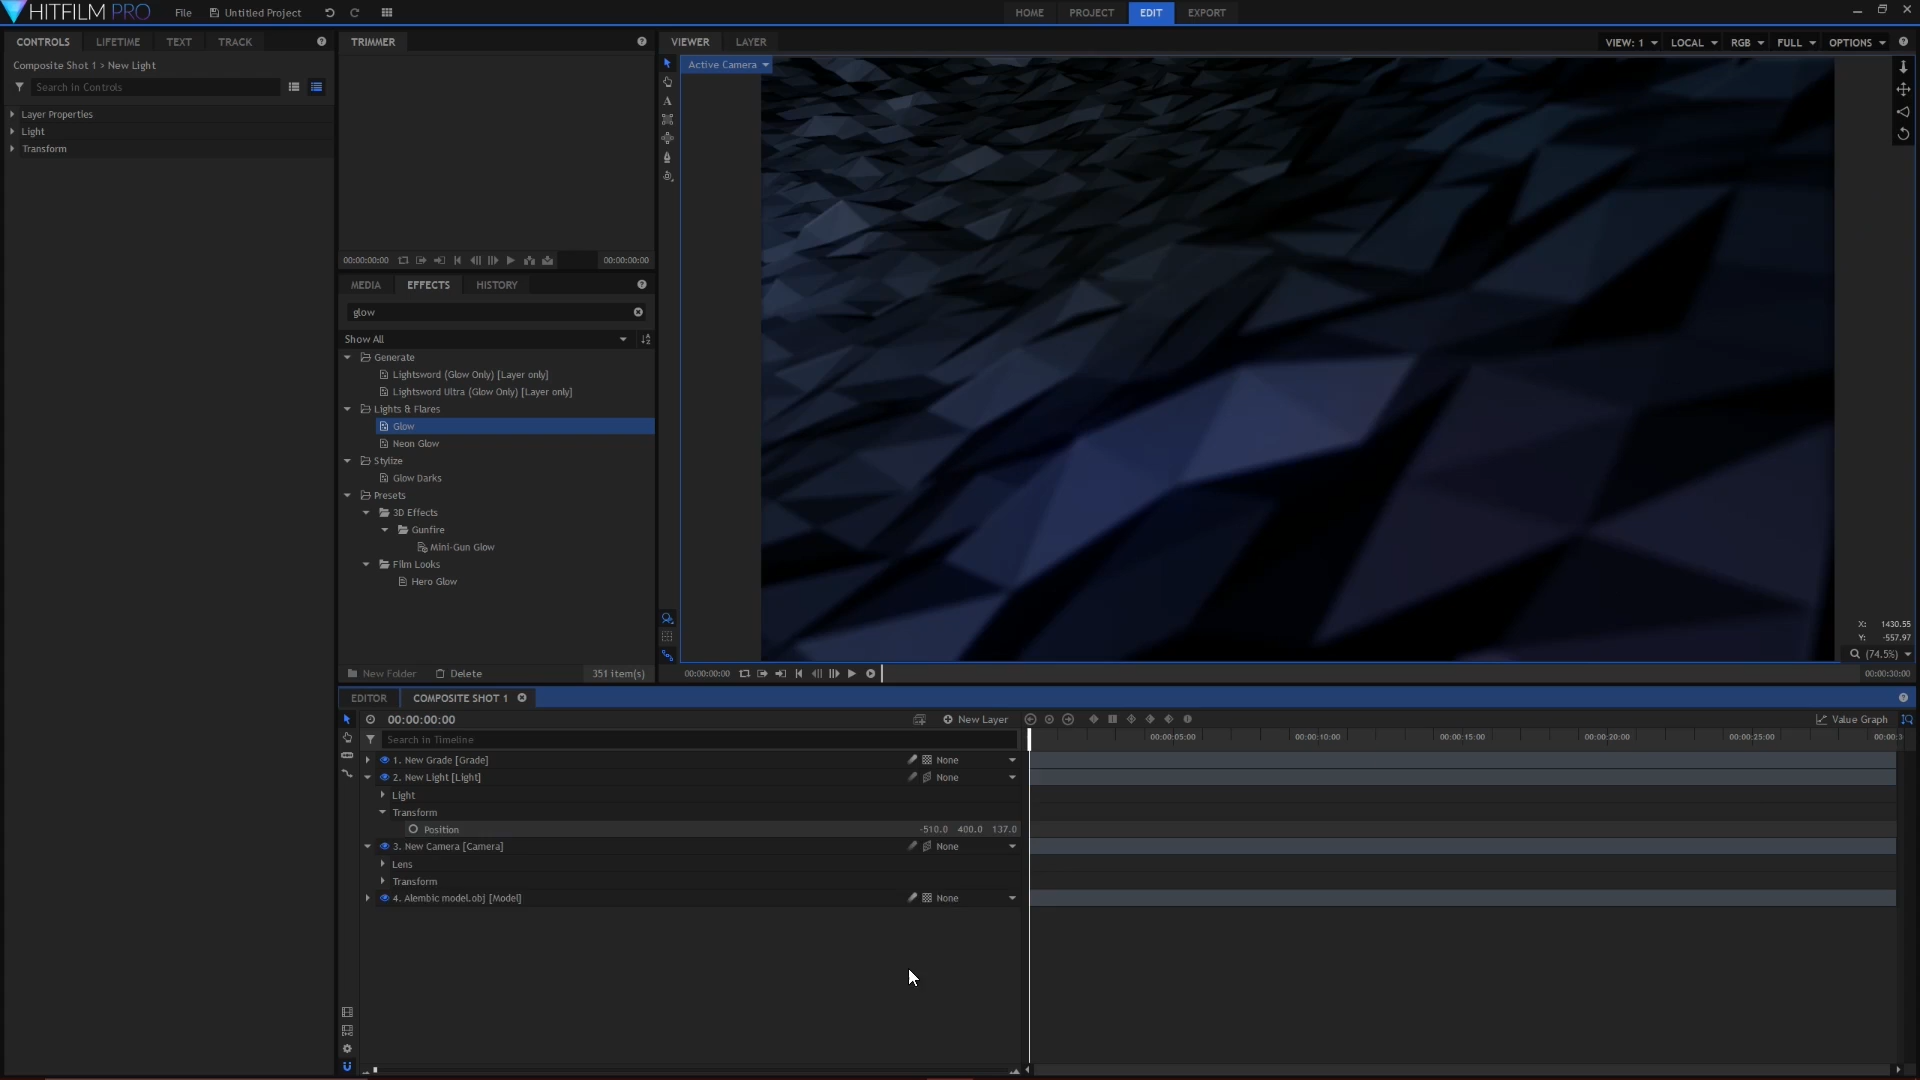 HITFILM PRO File Untitled Project HOME PROJECT EDIT EXPORT
CONTROLS LIFETIME TEXT TRACK
Composite Shot 1 > New Light
Search in Controls
Layer Properties
Light
Transform
TRIMMER
00:00:00:00 00:00:00:00
MEDIA EFFECTS HISTORY
glow
Show All
Generate
Lightsword (Glow Only) [Layer only]
Lightsword Ultra (Glow Only) [Layer only]
Lights & Flares
Glow
Neon Glow
Stylize
Glow Darks
Presets
3D Effects
Gunfire
Mini-Gun Glow
Film Looks
Hero Glow
New Folder Delete 351 item(s)
VIEWER LAYER VIEW: 1 LOCAL RGB FULL OPTIONS
Active Camera
X: 1430.55
Y: -557.97
(74.5%)
00:00:00:00 00:00:30:00
EDITOR COMPOSITE SHOT 1
00:00:00:00 New Layer Value Graph
Search in Timeline 00:00:05:00 00:00:10:00 00:00:15:00 00:00:20:00 00:00:25:00 00:00:3
1. New Grade [Grade] None
2. New Light [Light] None
Light
Transform
Position -510.0 400.0 137.0
3. New Camera [Camera] None
Lens
Transform
4. Alembic model.obj [Model] None